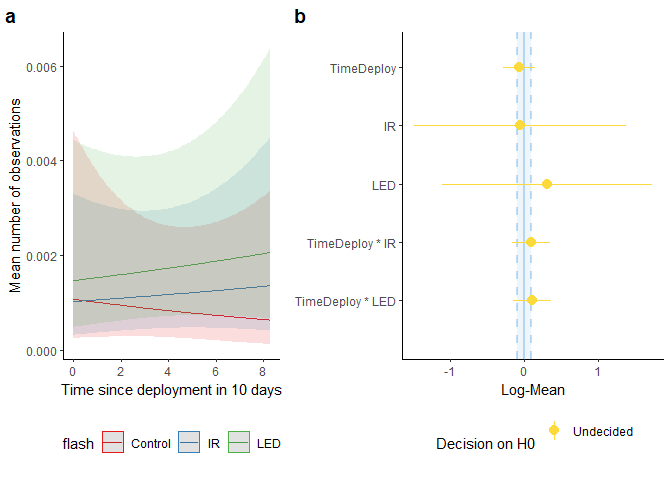 a
Mean number of observations
0.006
0.004
0.002
0.000
0 2 4 6 8
Time since deployment in 10 days
flash Control IR LED
b
TimeDeploy
IR
LED
TimeDeploy * IR
TimeDeploy * LED
-1 0 1
Log-Mean
Decision on H0 Undecided